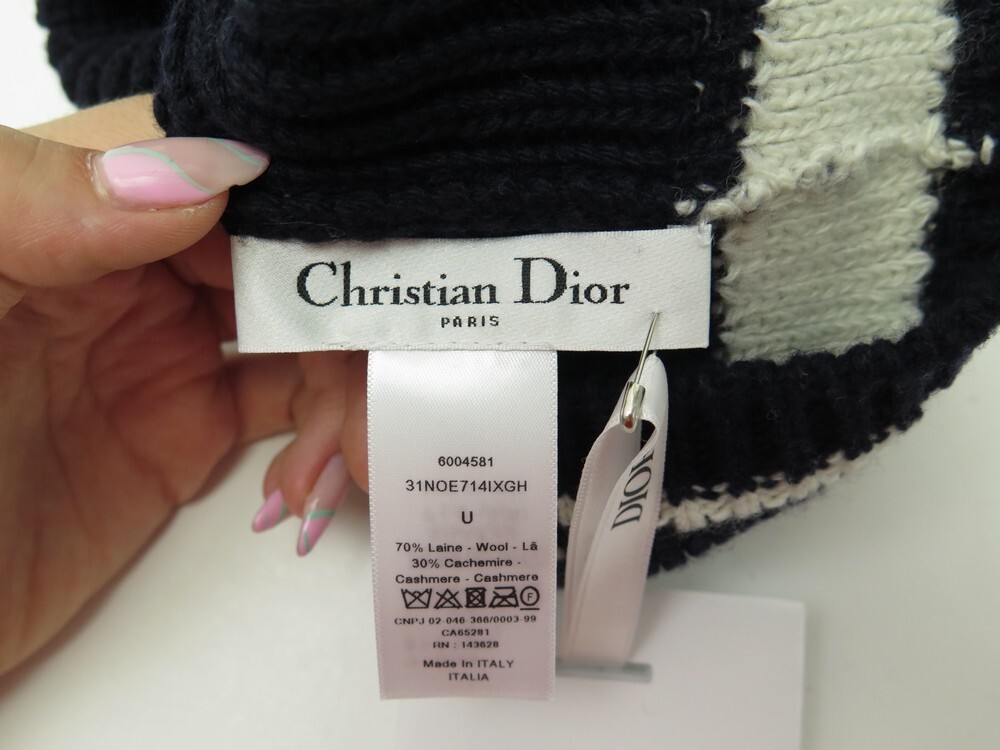 Christian Dior
PARIS
6004581
31NOE714IXGH
U
70% Laine - Wool - Lã
30% Cachemire -
Cashmere - Cashmere
F
CNPJ 02-046-366/0003-99
CA65281
RN : 143628
Made In ITALY
ITALIA
DIOR